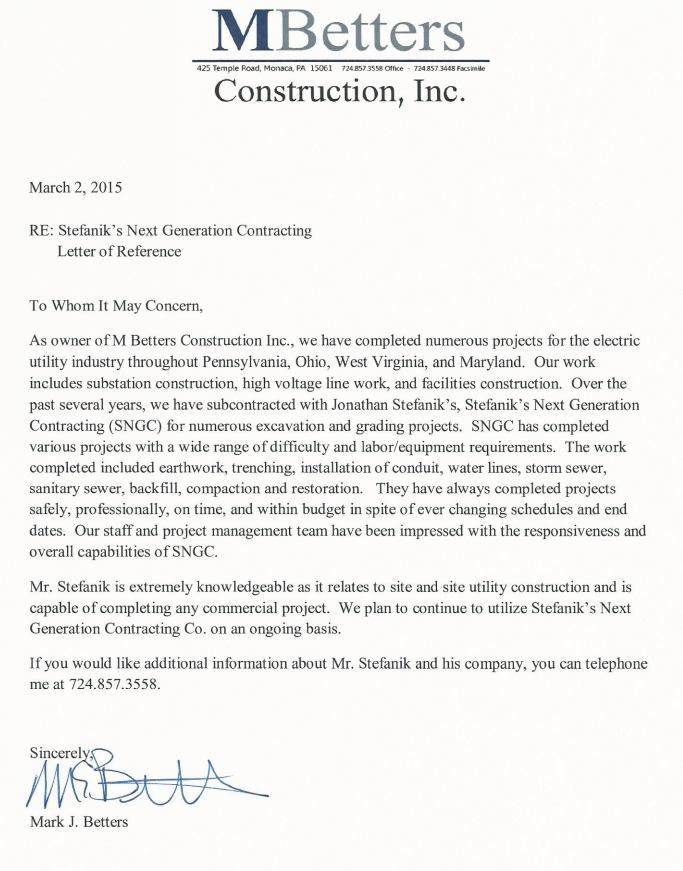 MBetters
425 Temple Road, Monaca, PA 15061 724.857.3558 Office - 724.857.3448 Facsimile
Construction, Inc.
March 2, 2015
RE: Stefanik's Next Generation Contracting
Letter of Reference
To Whom It May Concern,
As owner of M Betters Construction Inc., we have completed numerous projects for the electric
utility industry throughout Pennsylvania, Ohio, West Virginia, and Maryland. Our work
includes substation construction, high voltage line work, and facilities construction. Over the
past several years, we have subcontracted with Jonathan Stefanik's, Stefanik's Next Generation
Contracting (SNGC) for numerous excavation and grading projects. SNGC has completed
various projects with a wide range of difficulty and labor/equipment requirements. The work
completed included earthwork, trenching, installation of conduit, water lines, storm sewer,
sanitary sewer, backfill, compaction and restoration. They have always completed projects
safely, professionally, on time, and within budget in spite of ever changing schedules and end
dates. Our staff and project management team have been impressed with the responsiveness and
overall capabilities of SNGC.
Mr. Stefanik is extremely knowledgeable as it relates to site and site utility construction and is
capable of completing any commercial project. We plan to continue to utilize Stefanik's Next
Generation Contracting Co. on an ongoing basis.
If you would like additional information about Mr. Stefanik and his company, you can telephone
me at 724.857.3558.
Sincerely,
Mark J. Betters